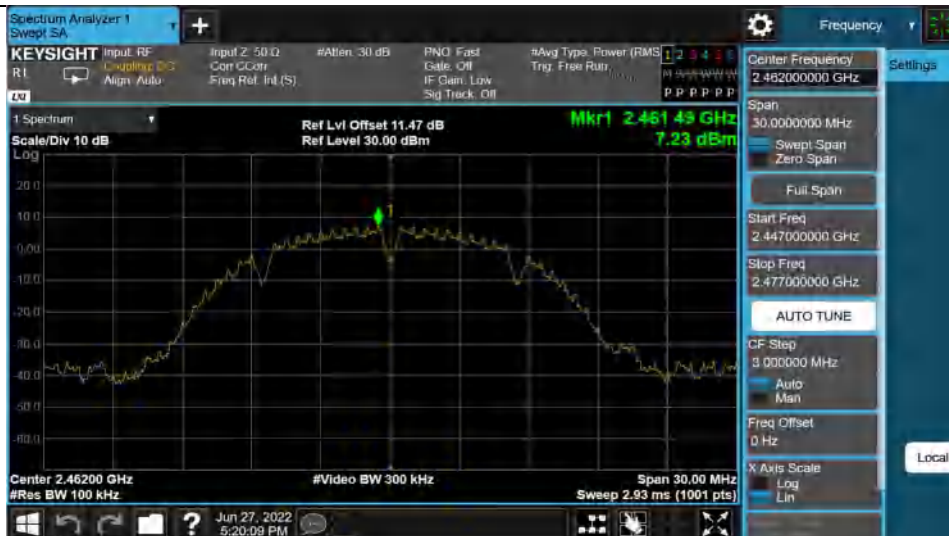 Spectrum Analyzer 1
Swept SA
+
Frequency
KEYSIGHT
Input: RF
Coupling: DC
Align: Auto
Input Z: 50 Ω
Corr CCorr
Freq Ref: Int (S)
#Atten: 30 dB
PNO: Fast
Gate: Off
IF Gain: Low
Sig Track: Off
#Avg Type: Power (RMS
Trig: Free Run
1 2 3 4 5 6
P P P P P P
LXI
1 Spectrum
Scale/Div 10 dB
Log
Ref Lvl Offset 11.47 dB
Ref Level 30.00 dBm
Mkr1 2.461 49 GHz
7.23 dBm
20.0
10.0
0.00
-10.0
-20.0
-30.0
-40.0
-50.0
-60.0
1
Center 2.46200 GHz
#Res BW 100 kHz
#Video BW 300 kHz
Span 30.00 MHz
Sweep 2.93 ms (1001 pts)
Center Frequency
2.462000000 GHz
Settings
Span
30.0000000 MHz
Swept Span
Zero Span
Full Span
Start Freq
2.447000000 GHz
Stop Freq
2.477000000 GHz
AUTO TUNE
CF Step
3.000000 MHz
Auto
Man
Freq Offset
0 Hz
X Axis Scale
Log
Lin
Local
?
Jun 27, 2022
5:20:09 PM